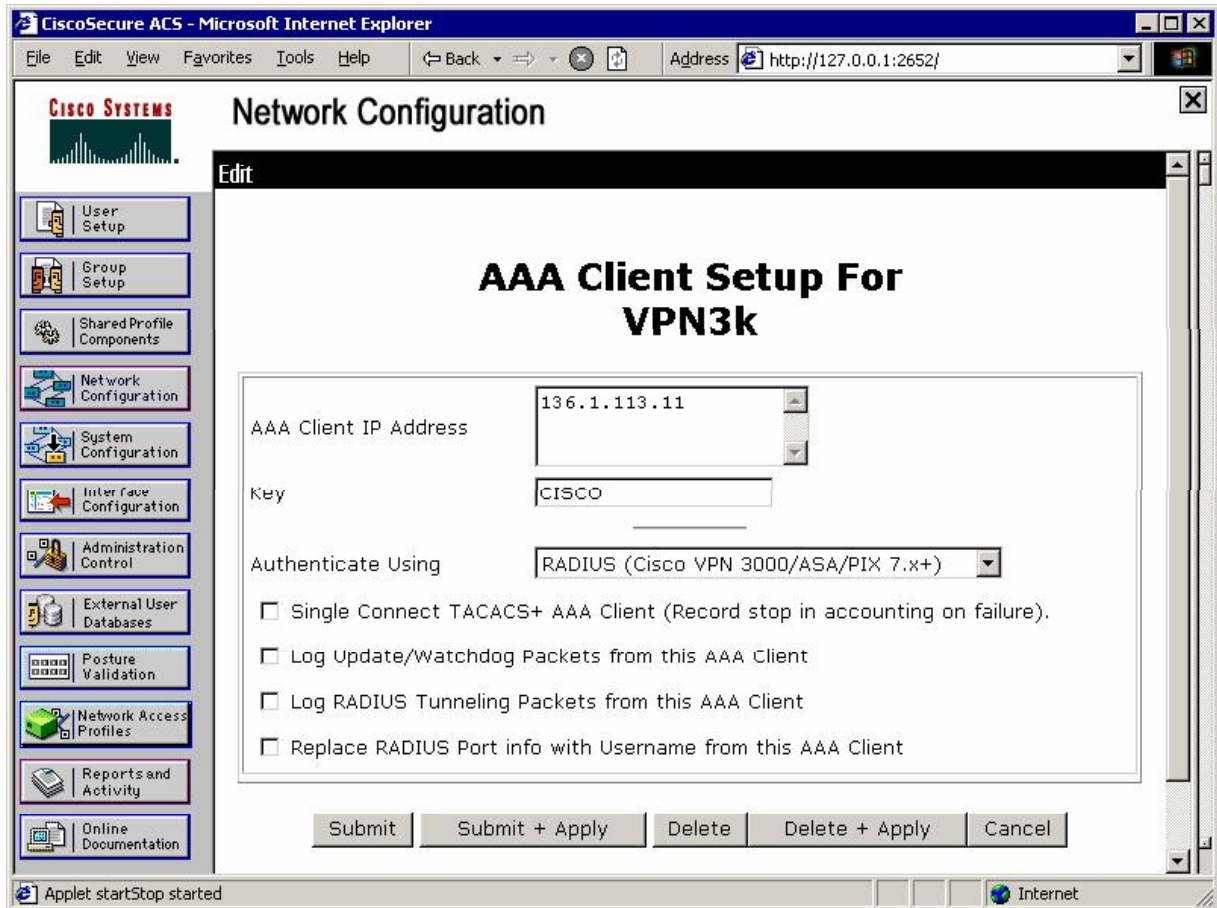 CiscoSecure ACS - Microsoft Internet Explorer
File Edit View Favorites Tools Help Back Address http://127.0.0.1:2652/
CISCO SYSTEMS
Network Configuration
Edit
User
Setup
Group
Setup
Shared Profile
Components
Network
Configuration
System
Configuration
Interface
Configuration
Administration
Control
External User
Databases
Posture
Validation
Network Access
Profiles
Reports and
Activity
Online
Documentation
AAA Client Setup For
VPN3k
AAA Client IP Address 136.1.113.11
Key CISCO
Authenticate Using RADIUS (Cisco VPN 3000/ASA/PIX 7.x+)
Single Connect TACACS+ AAA Client (Record stop in accounting on failure).
Log Update/Watchdog Packets from this AAA Client
Log RADIUS Tunneling Packets from this AAA Client
Replace RADIUS Port info with Username from this AAA Client
Submit Submit + Apply Delete Delete + Apply Cancel
Applet startStop started Internet